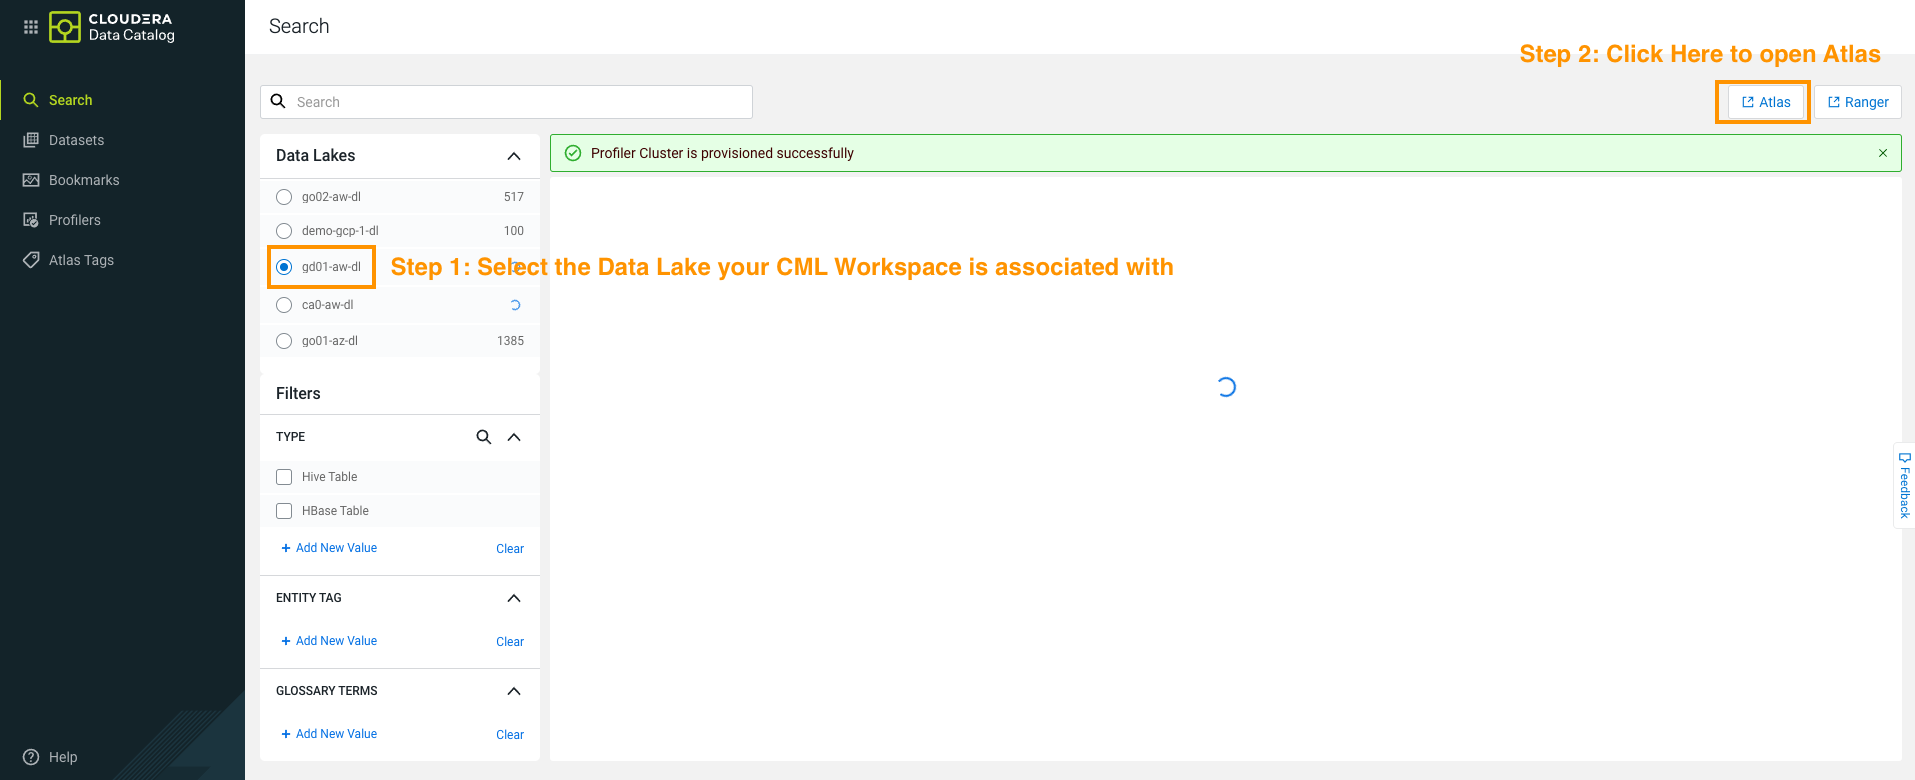 CLOUDERA
Data Catalog
Search
Datasets
Bookmarks
Profilers
Atlas Tags
Help
Search
Step 2: Click Here to open Atlas
Search
Atlas
Ranger
Data Lakes
go02-aw-dl 517
demo-gcp-1-dl 100
gd01-aw-dl
Step 1: Select the Data Lake your CML Workspace is associated with
ca0-aw-dl
go01-az-dl 1385
Profiler Cluster is provisioned successfully
Filters
TYPE
Hive Table
HBase Table
+ Add New Value Clear
ENTITY TAG
+ Add New Value Clear
GLOSSARY TERMS
+ Add New Value Clear
Feedback